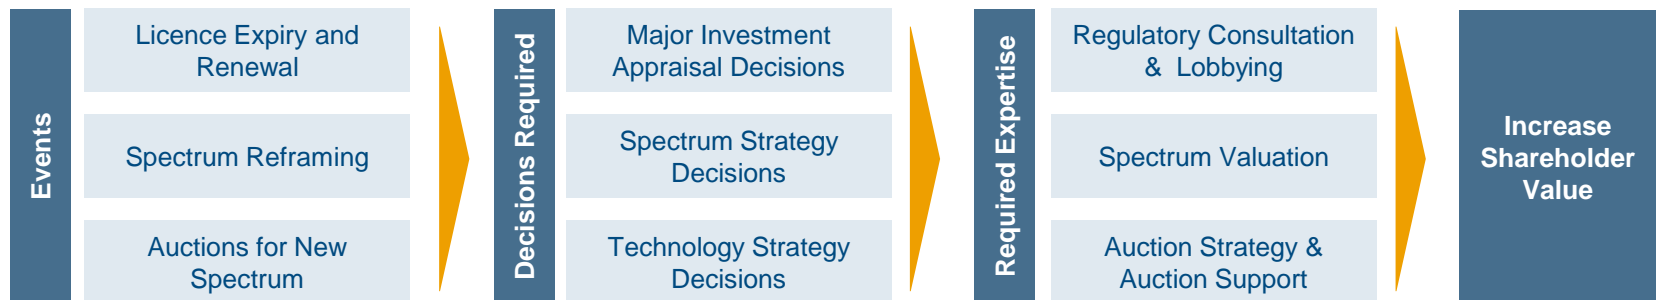 Events
Licence Expiry and
Renewal
Spectrum Reframing
Auctions for New
Spectrum
Decisions Required
Major Investment
Appraisal Decisions
Spectrum Strategy
Decisions
Technology Strategy
Decisions
Required Expertise
Regulatory Consultation
& Lobbying
Spectrum Valuation
Auction Strategy &
Auction Support
Increase
Shareholder
Value